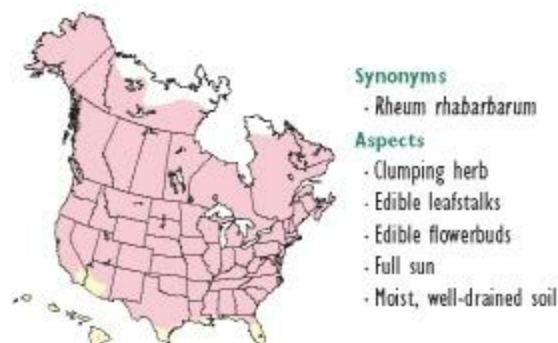 Synonyms
· Rheum rhabarbarum
Aspects
· Clumping herb
· Edible leafstalks
· Edible flowerbuds
· Full sun
· Moist, well-drained soil